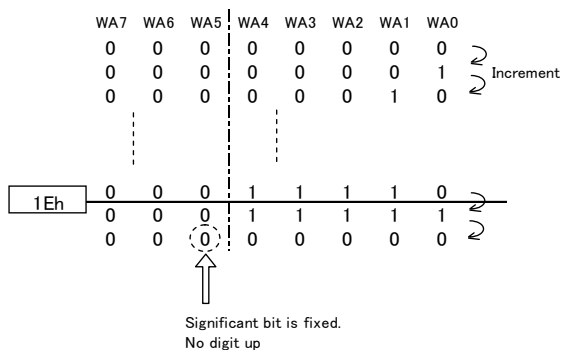 WA7 WA6 WA5 WA4 WA3 WA2 WA1 WA0
0 0 0 0 0 0 0 0
0 0 0 0 0 0 0 1
Increment
0 0 0 0 0 0 1 0
0 0 0 1 1 1 1 0
1Eh
0 0 0 1 1 1 1 1
0 0 0 0 0 0 0 0
Significant bit is fixed.
No digit up